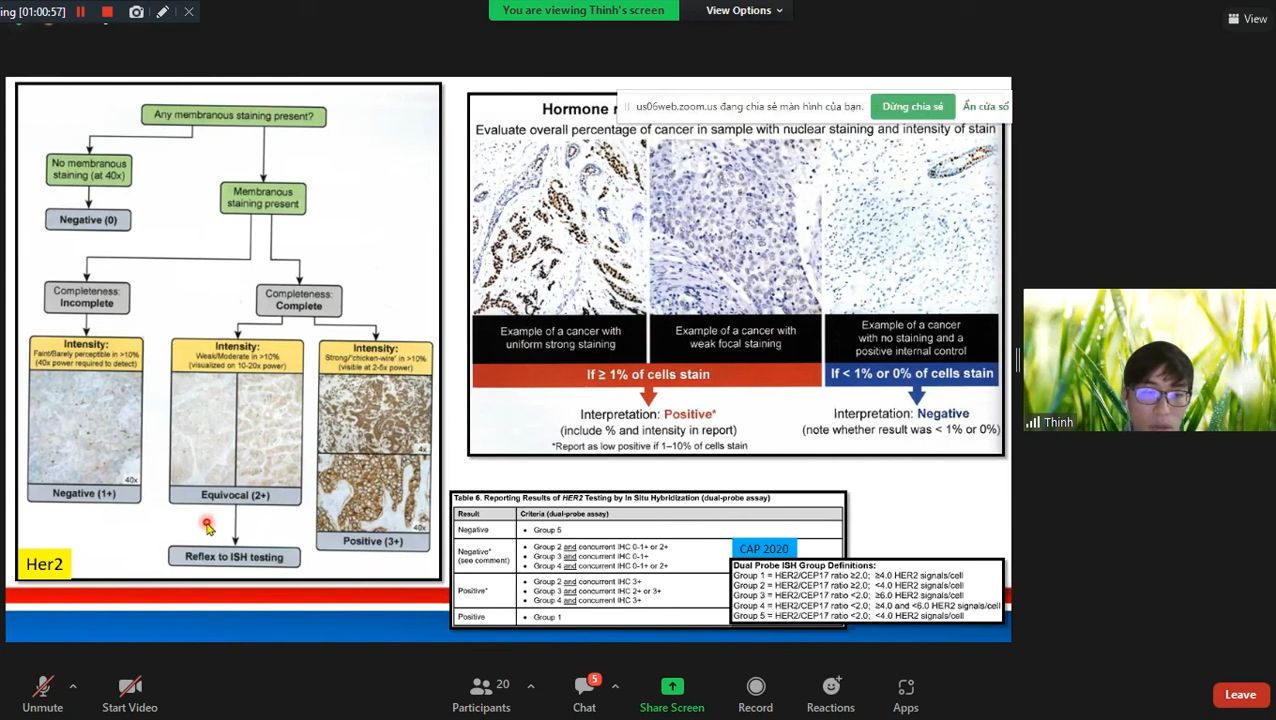 ing [01:00:57]
You are viewing Thinh's screen
View Options
View
Any membranous staining present?
No membranous
staining (at 40x)
Negative (0)
Membranous
staining present
Completeness:
Incomplete
Completeness:
Complete
Intensity:
Faint/Barely perceptible in >10%
(40x power required to detect)
40x
Negative (1+)
Intensity:
Weak/Moderate in >10%
(visualized on 10-20x power)
Equivocal (2+)
Reflex to ISH testing
Intensity:
Strong/"chicken-wire" in >10%
(visible at 2-5x power)
4x
40x
Positive (3+)
Her2
Hormone
us06web.zoom.us đang chia sẻ màn hình của bạn.
Dừng chia sẻ
Ẩn cửa sổ
Evaluate overall percentage of cancer in sample with nuclear staining and intensity of stain
Example of a cancer with
uniform strong staining
Example of a cancer with
weak focal staining
Example of a cancer
with no staining and a
positive internal control
If ≥ 1% of cells stain
If < 1% or 0% of cells stain
Interpretation: Positive*
(include % and intensity in report)
*Report as low positive if 1–10% of cells stain
Interpretation: Negative
(note whether result was < 1% or 0%)
Table 6. Reporting Results of HER2 Testing by In Situ Hybridization (dual-probe assay)
Result
Criteria (dual-probe assay)
Negative
• Group 5
Negative*
(see comment)
• Group 2 and concurrent IHC 0-1+ or 2+
• Group 3 and concurrent IHC 0-1+
• Group 4 and concurrent IHC 0-1+ or 2+
Positive*
• Group 2 and concurrent IHC 3+
• Group 3 and concurrent IHC 2+ or 3+
• Group 4 and concurrent IHC 3+
Positive
• Group 1
CAP 2020
Dual Probe ISH Group Definitions:
Group 1 = HER2/CEP17 ratio ≥2.0; ≥4.0 HER2 signals/cell
Group 2 = HER2/CEP17 ratio ≥2.0; <4.0 HER2 signals/cell
Group 3 = HER2/CEP17 ratio <2.0; ≥6.0 HER2 signals/cell
Group 4 = HER2/CEP17 ratio <2.0; ≥4.0 and <6.0 HER2 signals/cell
Group 5 = HER2/CEP17 ratio <2.0; <4.0 HER2 signals/cell
Thinh
Unmute
Start Video
20
Participants
5
Chat
Share Screen
Record
Reactions
Apps
Leave